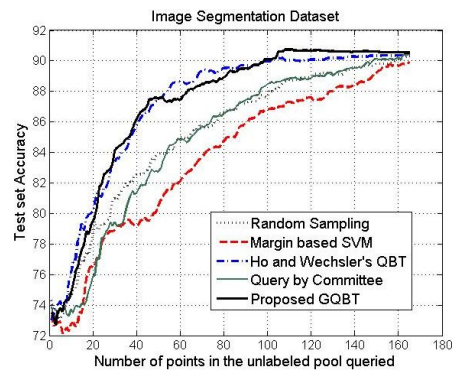 Image Segmentation Dataset
Test set Accuracy
92
90
88
86
84
82
80
78
76
74
72
0
20
40
60
80
100
120
140
160
180
Random Sampling
Margin based SVM
Ho and Wechsler's QBT
Query by Committee
Proposed GQBT
Number of points in the unlabeled pool queried